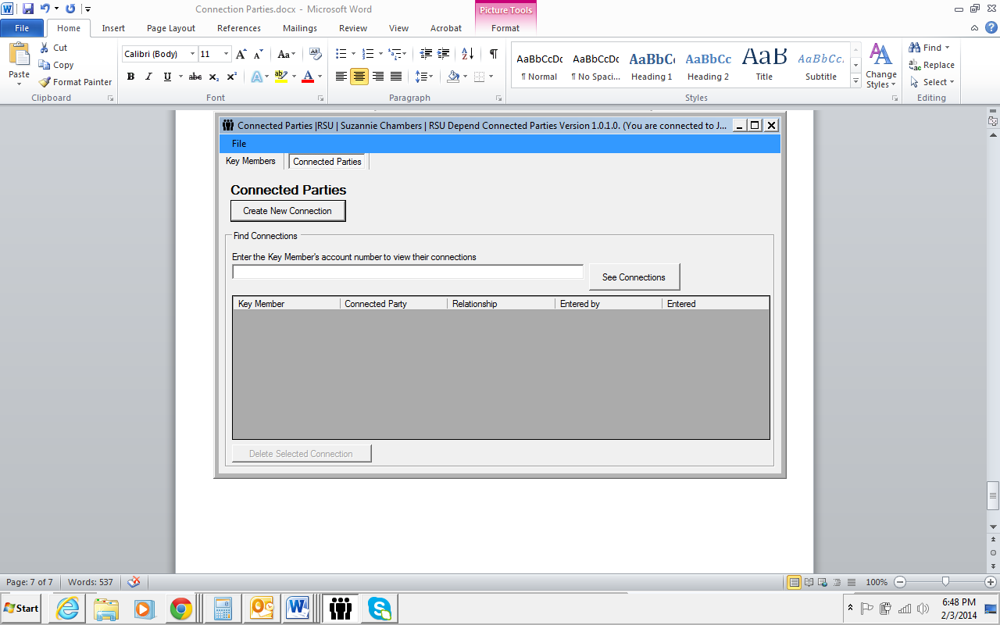 Connection Parties.docx - Microsoft Word
Picture Tools
File Home Insert Page Layout References Mailings Review View Acrobat Format
Paste
Cut
Copy
Format Painter
Clipboard
Calibri (Body) 11
Font
Paragraph
AaBbCcDc AaBbCcDc AaBbCc AaBbCc AaB AaBbCc.
¶ Normal ¶ No Spaci... Heading 1 Heading 2 Title Subtitle
Change Styles
Styles
Find
Replace
Select
Editing
Connected Parties |RSU | Suzannie Chambers | RSU Depend Connected Parties Version 1.0.1.0. (You are connected to J...
File
Key Members Connected Parties
Connected Parties
Create New Connection
Find Connections
Enter the Key Member's account number to view their connections
See Connections
Key Member Connected Party Relationship Entered by Entered
Delete Selected Connection
Page: 7 of 7 Words: 537 100%
Start
6:48 PM
2/3/2014